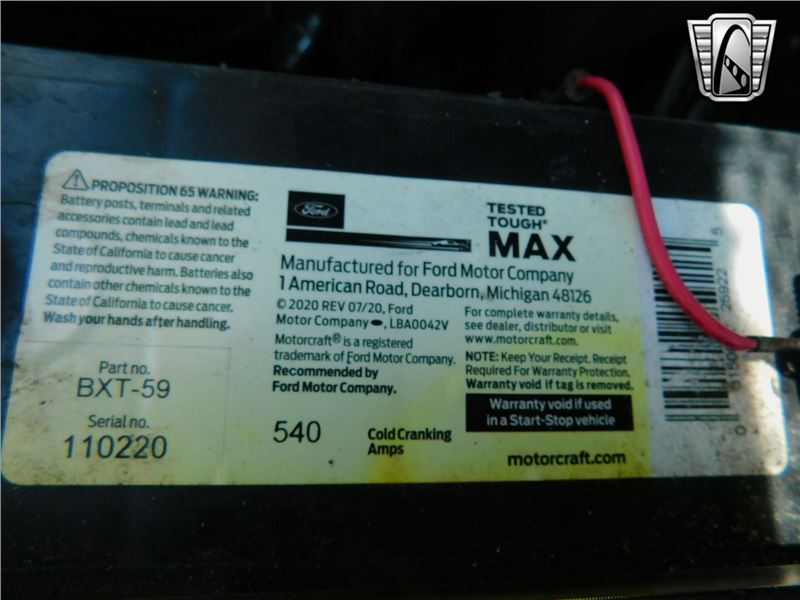 PROPOSITION 65 WARNING:
Battery posts, terminals and related
accessories contain lead and lead
compounds, chemicals known to the
State of California to cause cancer
and reproductive harm. Batteries also
contain other chemicals known to the
State of California to cause cancer.
Wash your hands after handling.
Part no.
BXT-59
Serial no.
110220
Ford
TESTED
TOUGH®
MAX
Manufactured for Ford Motor Company
1 American Road, Dearborn, Michigan 48126
© 2020 REV 07/20, Ford
Motor Company , LBA0042V
Motorcraft® is a registered
trademark of Ford Motor Company.
Recommended by
Ford Motor Company.
540
Cold Cranking
Amps
For complete warranty details,
see dealer, distributor or visit
www.motorcraft.com.
NOTE: Keep Your Receipt. Receipt
Required For Warranty Protection.
Warranty void if tag is removed.
Warranty void if used
in a Start-Stop vehicle
motorcraft.com